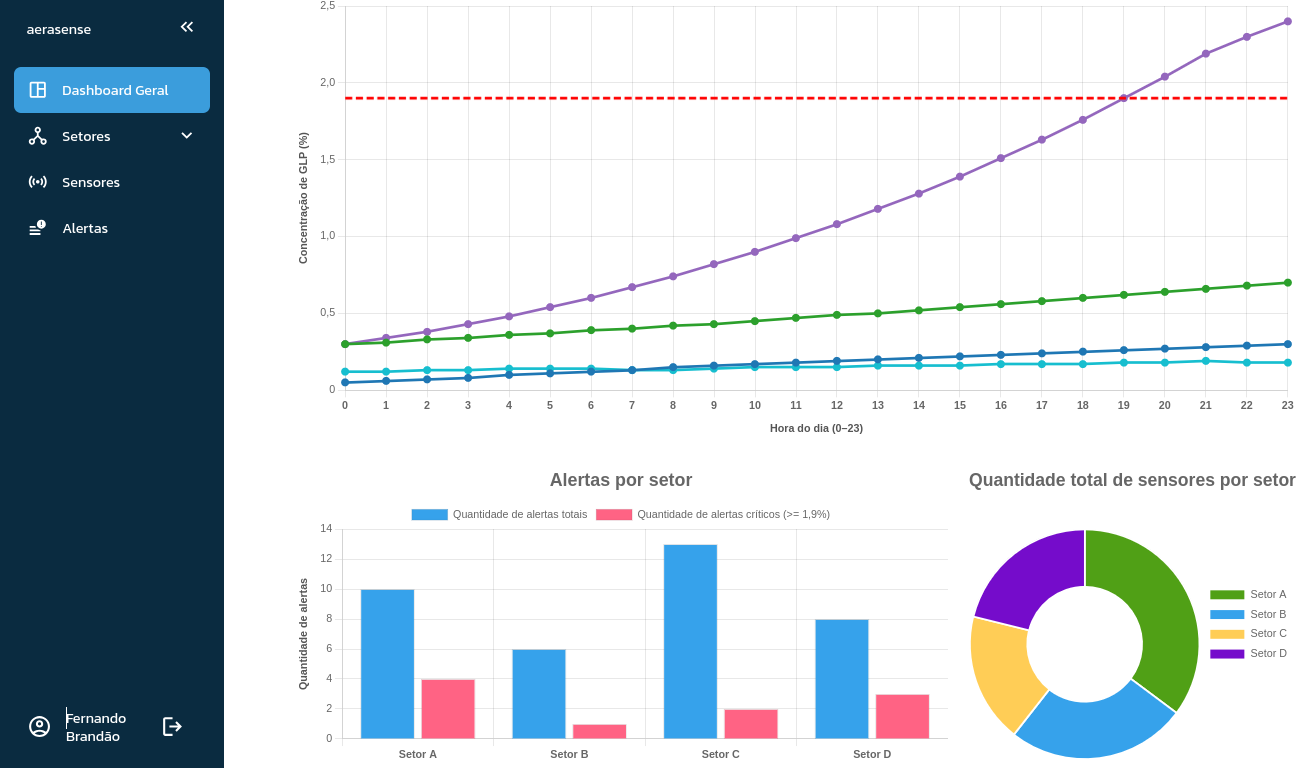 aerasense
Dashboard Geral
Setores
Sensores
Alertas
Fernando
Brandão
2,5
2,0
1,5
1,0
0,5
0
Concentração de GLP (%)
0 1 2 3 4 5 6 7 8 9 10 11 12 13 14 15 16 17 18 19 20 21 22 23
Hora do dia (0–23)
Alertas por setor
Quantidade de alertas totais Quantidade de alertas críticos (>= 1,9%)
14
12
10
8
6
4
2
0
Quantidade de alertas
Setor A Setor B Setor C Setor D
Quantidade total de sensores por setor
Setor A
Setor B
Setor C
Setor D